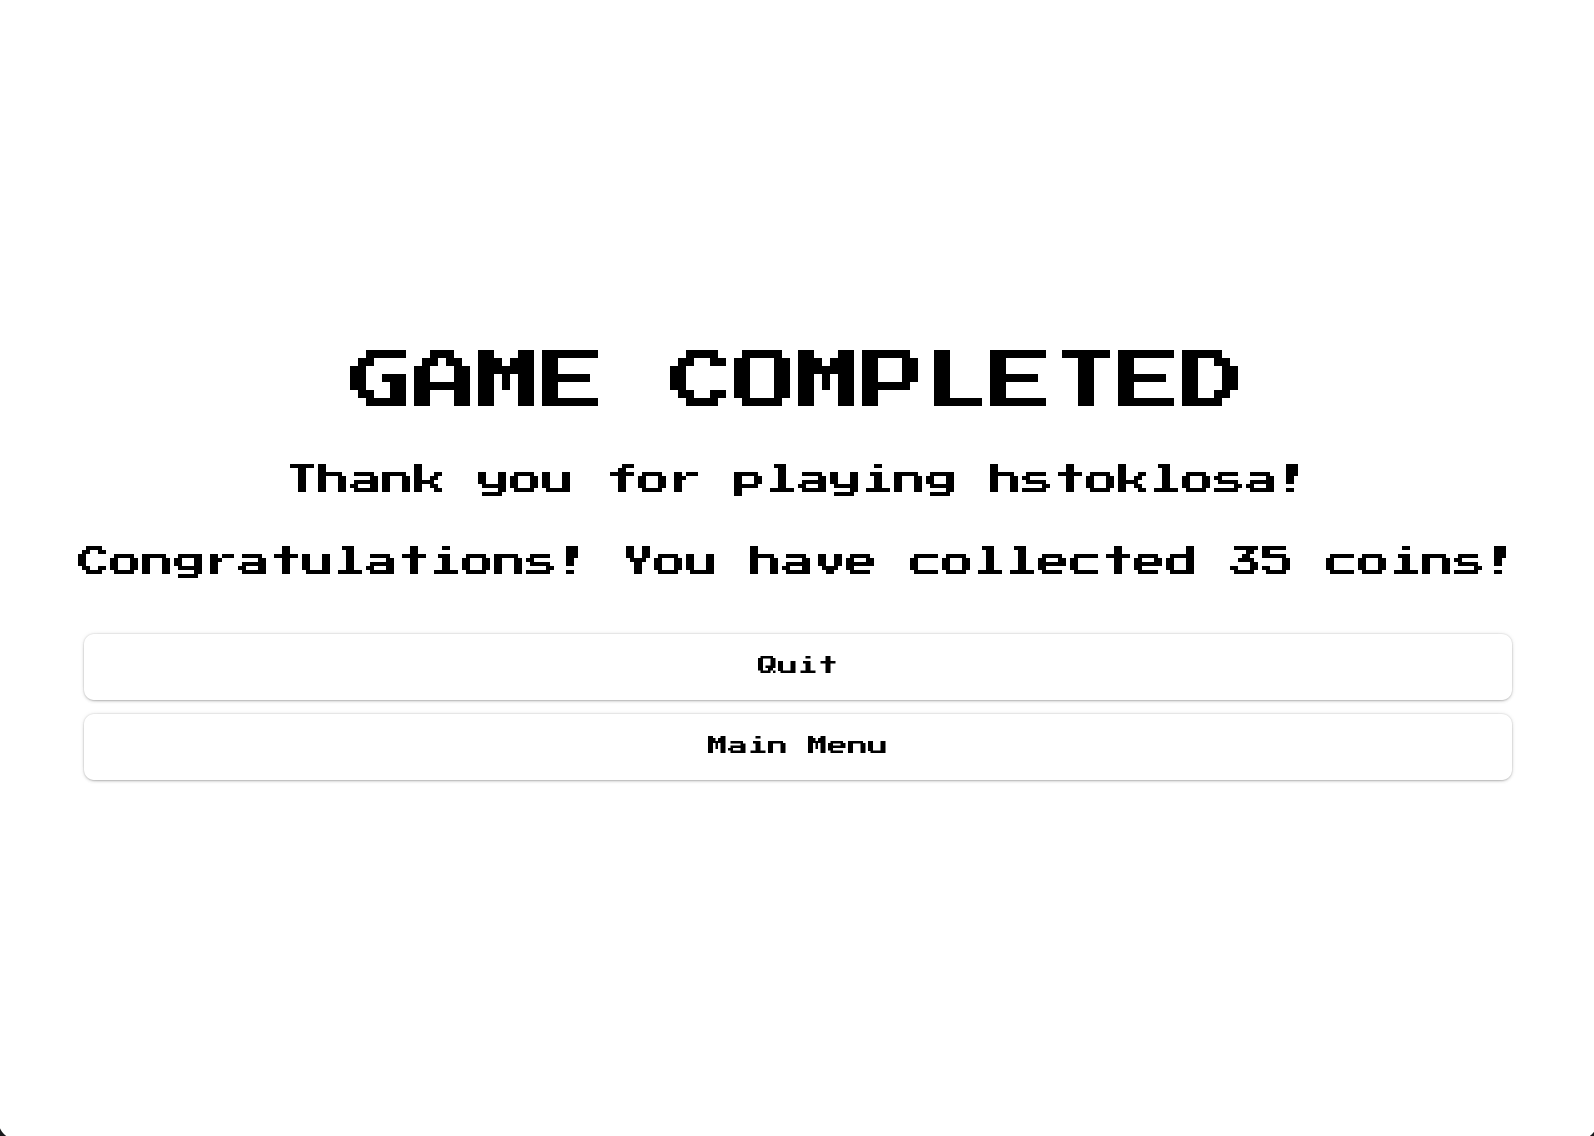 GAME COMPLETED
Thank you for playing hstoklosa!
Congratulations! You have collected 35 coins!
Quit
Main Menu